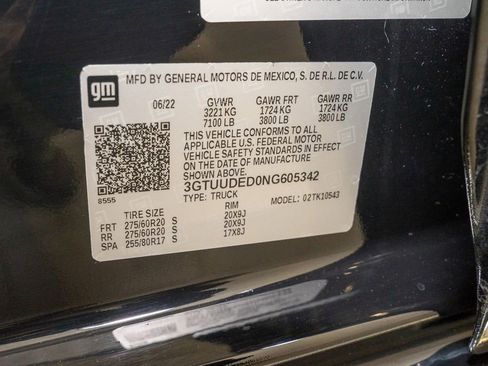 gm
MFD BY GENERAL MOTORS DE MEXICO, S. DE R.L. DE C.V.
06/22 GVWR GAWR FRT GAWR RR
3221 KG 1724 KG 1724 KG
7100 LB 3800 LB 3800 LB
THIS VEHICLE CONFORMS TO ALL
APPLICABLE U.S. FEDERAL MOTOR
VEHICLE SAFETY STANDARDS IN EFFECT
ON THE DATE OF MANUFACTURE
SHOWN ABOVE.
8555
3GTUUDED0NG605342
TYPE: TRUCK MODEL: 02TK10543
TIRE SIZE RIM
FRT 275/60R20 S 20X9J
RR 275/60R20 S 20X9J
SPA 255/80R17 S 17X8J